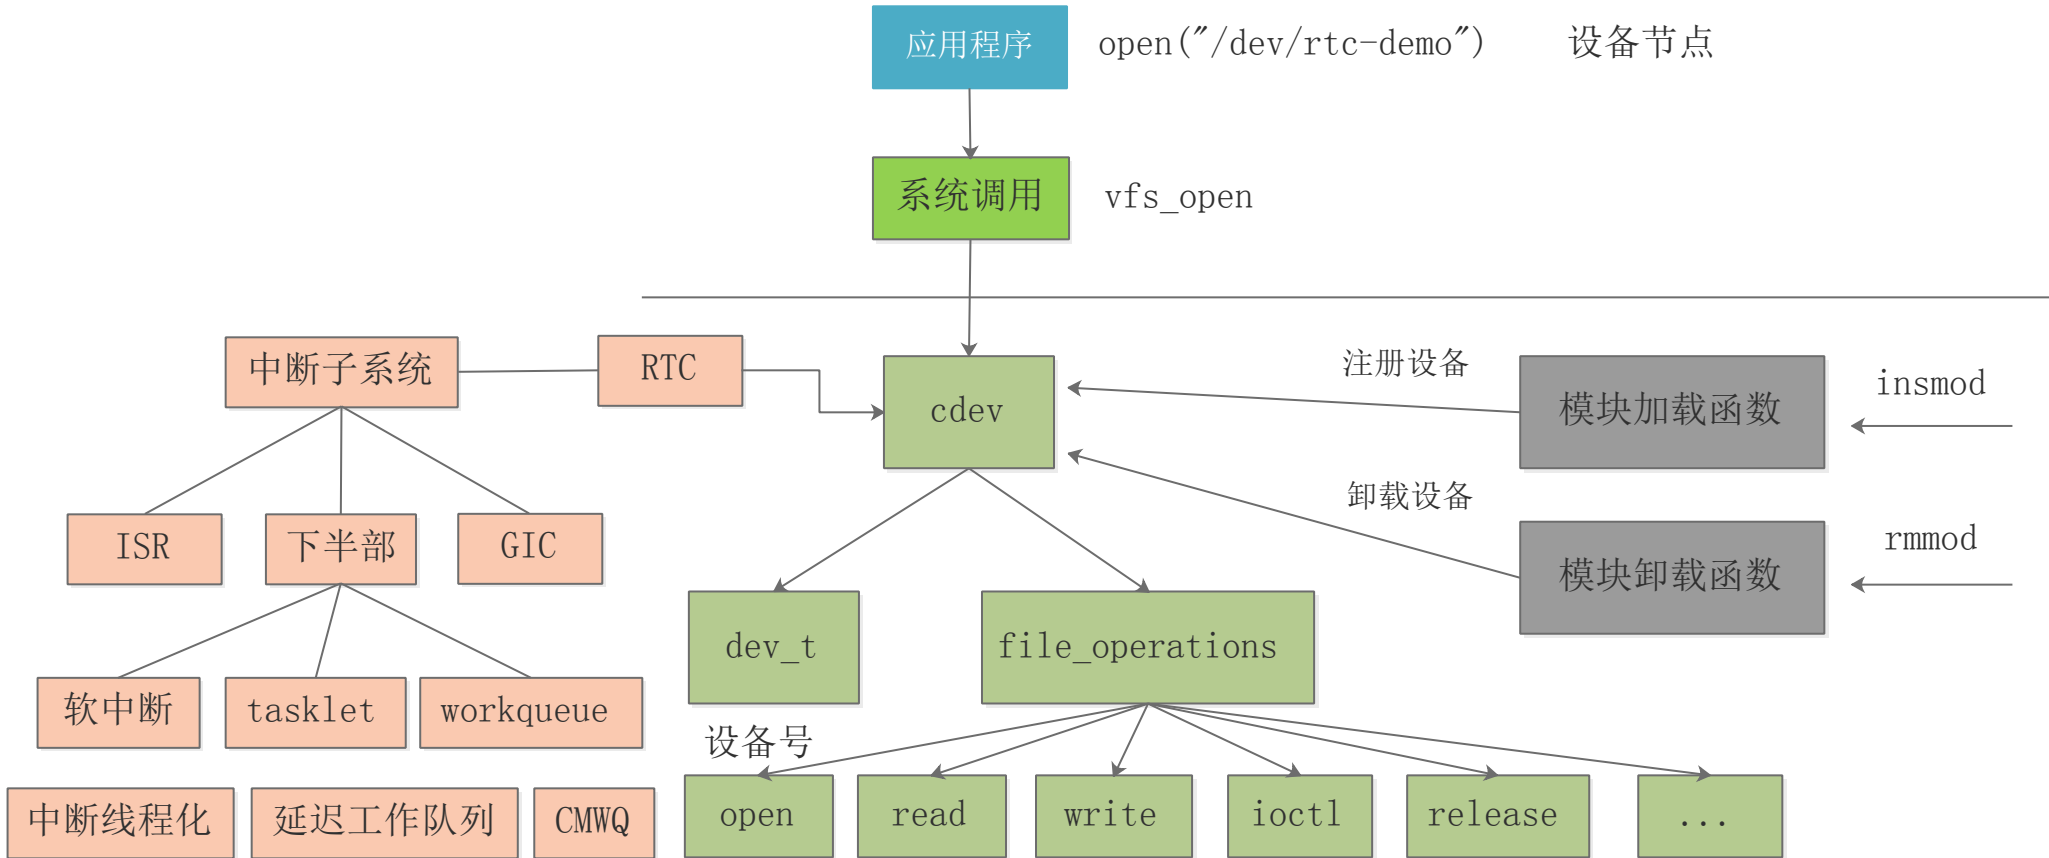 应用程序 open("/dev/rtc-demo") 设备节点
系统调用 vfs_open
中断子系统 RTC cdev 注册设备 模块加载函数 insmod
卸载设备
ISR 下半部 GIC 模块卸载函数 rmmod
dev_t file_operations
软中断 tasklet workqueue
设备号
中断线程化 延迟工作队列 CMWQ open read write ioctl release ...